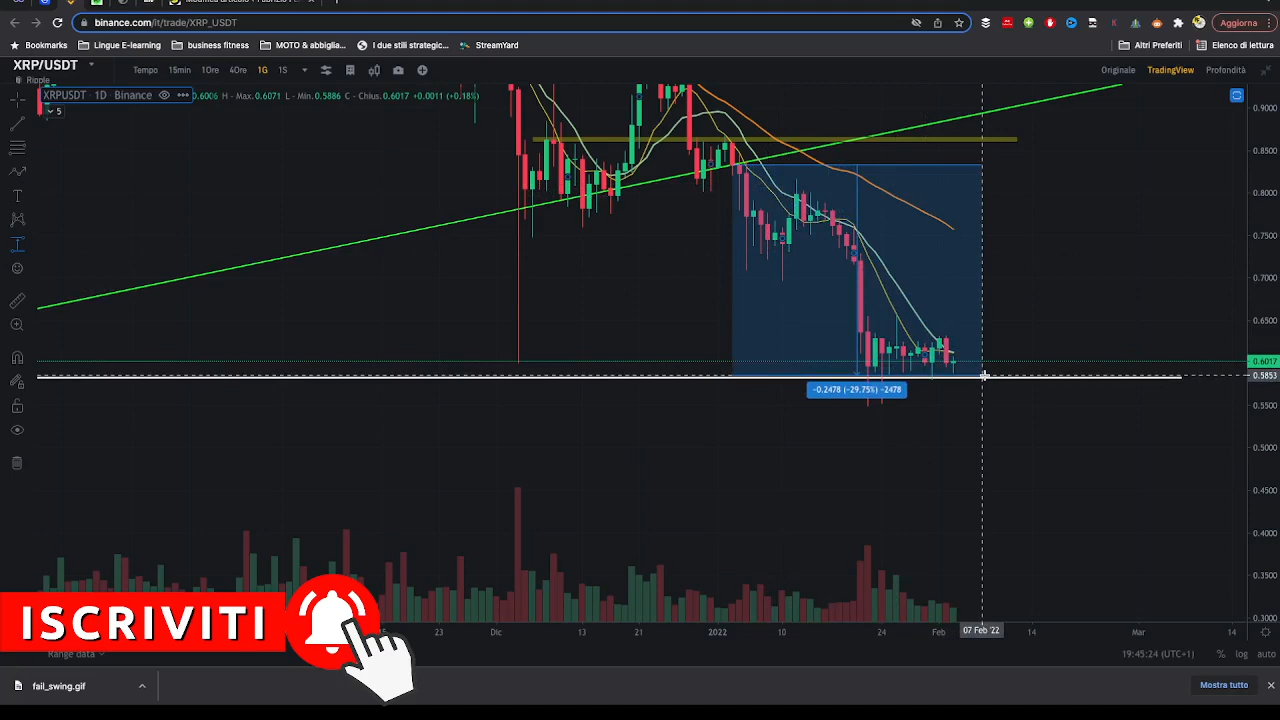 binance.com/it/trade/XRP_USDT
Aggiorna
Bookmarks
Lingue E-learning
business fitness
MOTO & abbiglia...
I due stili strategic...
StreamYard
Altri Preferiti
Elenco di lettura
XRP/USDT
Ripple
Tempo 15min 1Ore 4Ore 1G 1S
Originale TradingView Profondità
XRPUSDT · 1D · Binance
0.6006 H - Max. 0.6071 L - Min. 0.5886 C - Chius. 0.6017 +0.0011 (+0.18%)
5
0.9000
0.8500
0.8000
0.7500
0.7000
0.6500
0.6017
0.5853
0.5500
0.5000
0.4500
0.4000
0.3500
0.3000
-0.2478 (-29.75%) -2478
ISCRIVITI
23 Dic 13 21 2022 10 24 Feb 07 Feb '22 14 Mar 14
Range data
19:45:24 (UTC+1) % log auto
fail_swing.gif
Mostra tutto